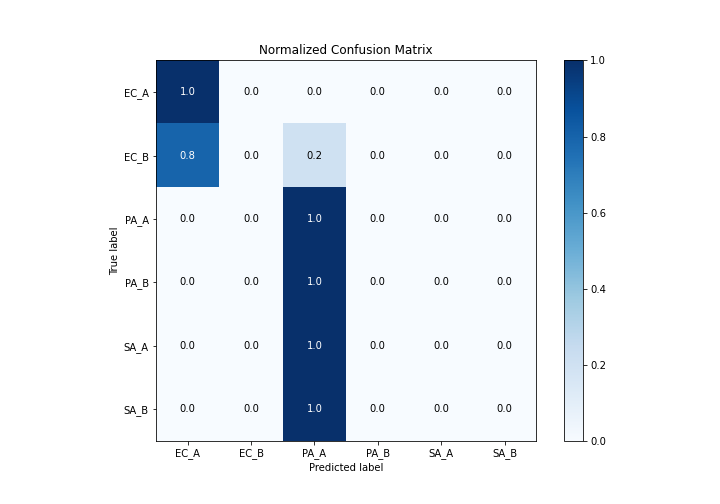 Normalized Confusion Matrix
True label
EC_A 1.0 0.0 0.0 0.0 0.0 0.0
EC_B 0.8 0.0 0.2 0.0 0.0 0.0
PA_A 0.0 0.0 1.0 0.0 0.0 0.0
PA_B 0.0 0.0 1.0 0.0 0.0 0.0
SA_A 0.0 0.0 1.0 0.0 0.0 0.0
SA_B 0.0 0.0 1.0 0.0 0.0 0.0
EC_A EC_B PA_A PA_B SA_A SA_B
Predicted label
1.0
0.8
0.6
0.4
0.2
0.0